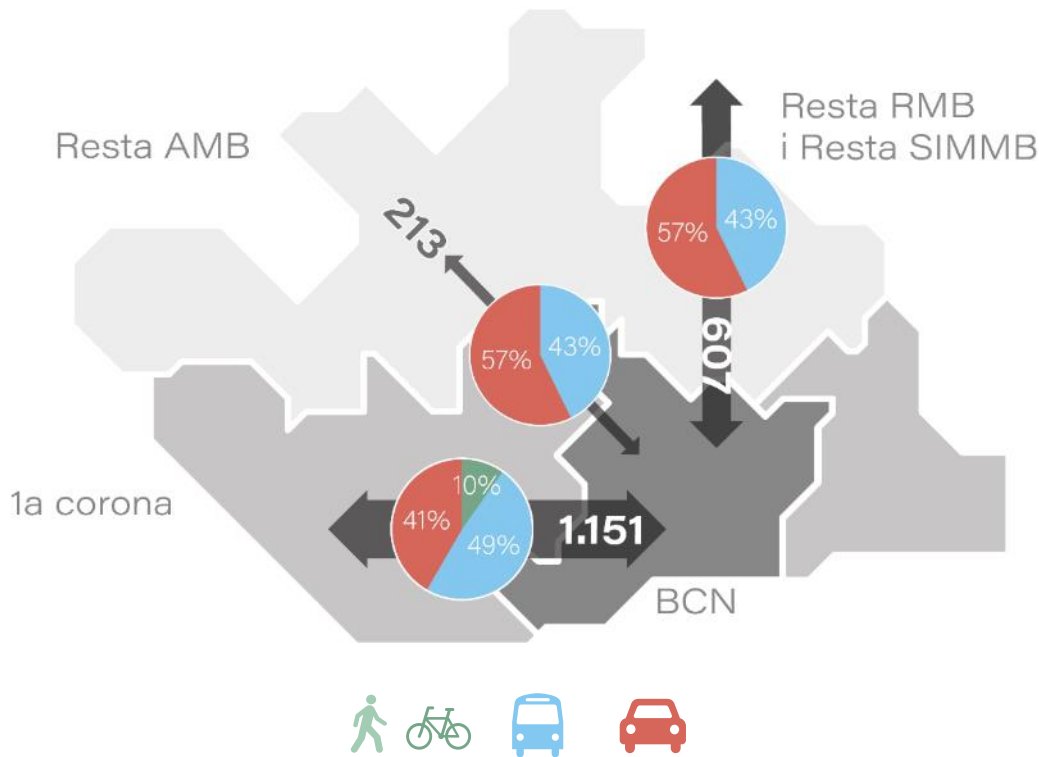 Resta AMB
Resta RMB
i Resta SIMMB
213
57%
43%
607
57%
43%
1a corona
10%
41%
49%
1.151
BCN